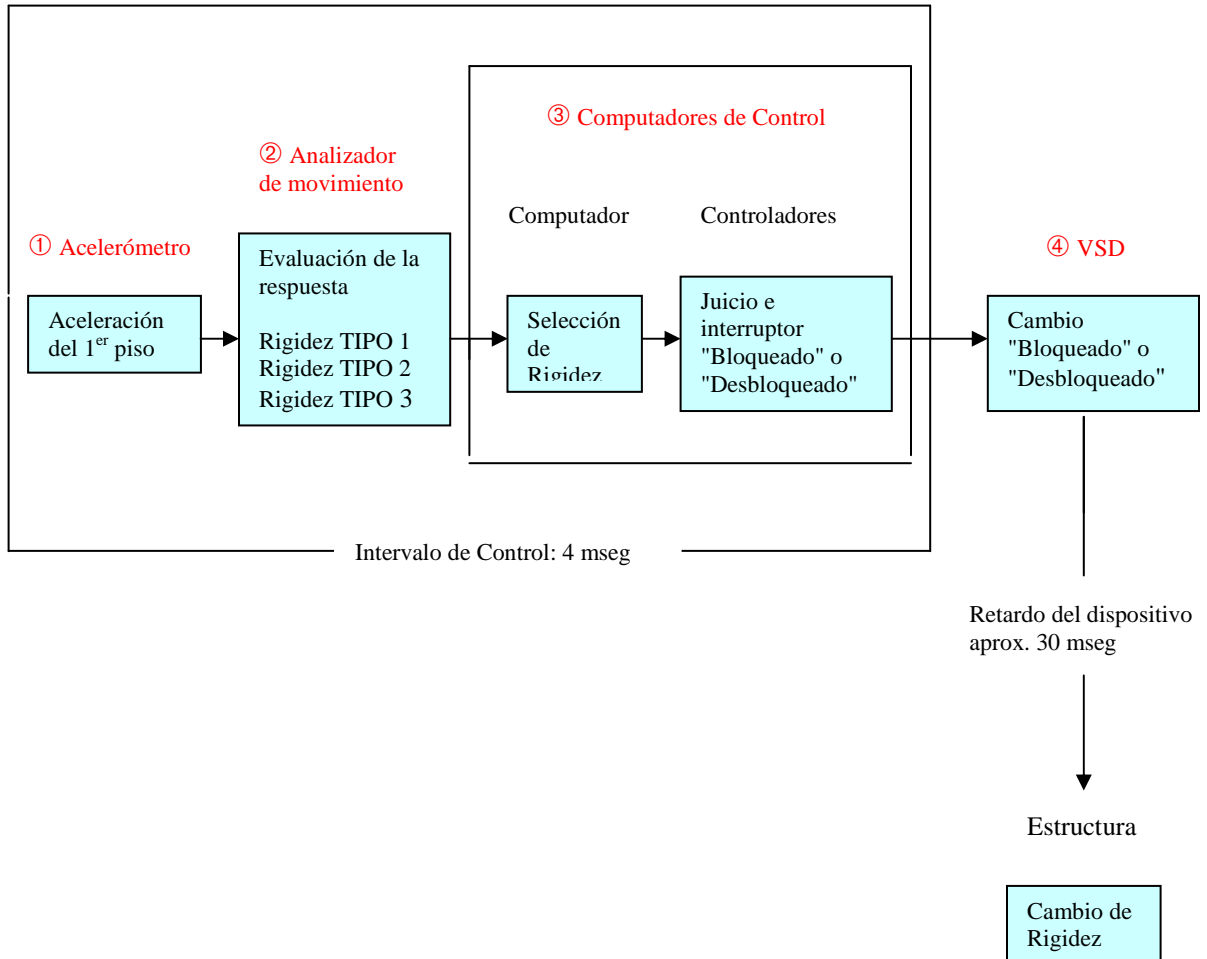 ③ Computadores de Control
② Analizador
de movimiento
Computador
Controladores
① Acelerómetro
④ VSD
Aceleración
del 1er piso
Evaluación de la
respuesta
Rigidez TIPO 1
Rigidez TIPO 2
Rigidez TIPO 3
Selección
de
Rigidez
Juicio e
interruptor
"Bloqueado" o
"Desbloqueado"
Cambio
"Bloqueado" o
"Desbloqueado"
Intervalo de Control: 4 mseg
Retardo del dispositivo
aprox. 30 mseg
Estructura
Cambio de
Rigidez